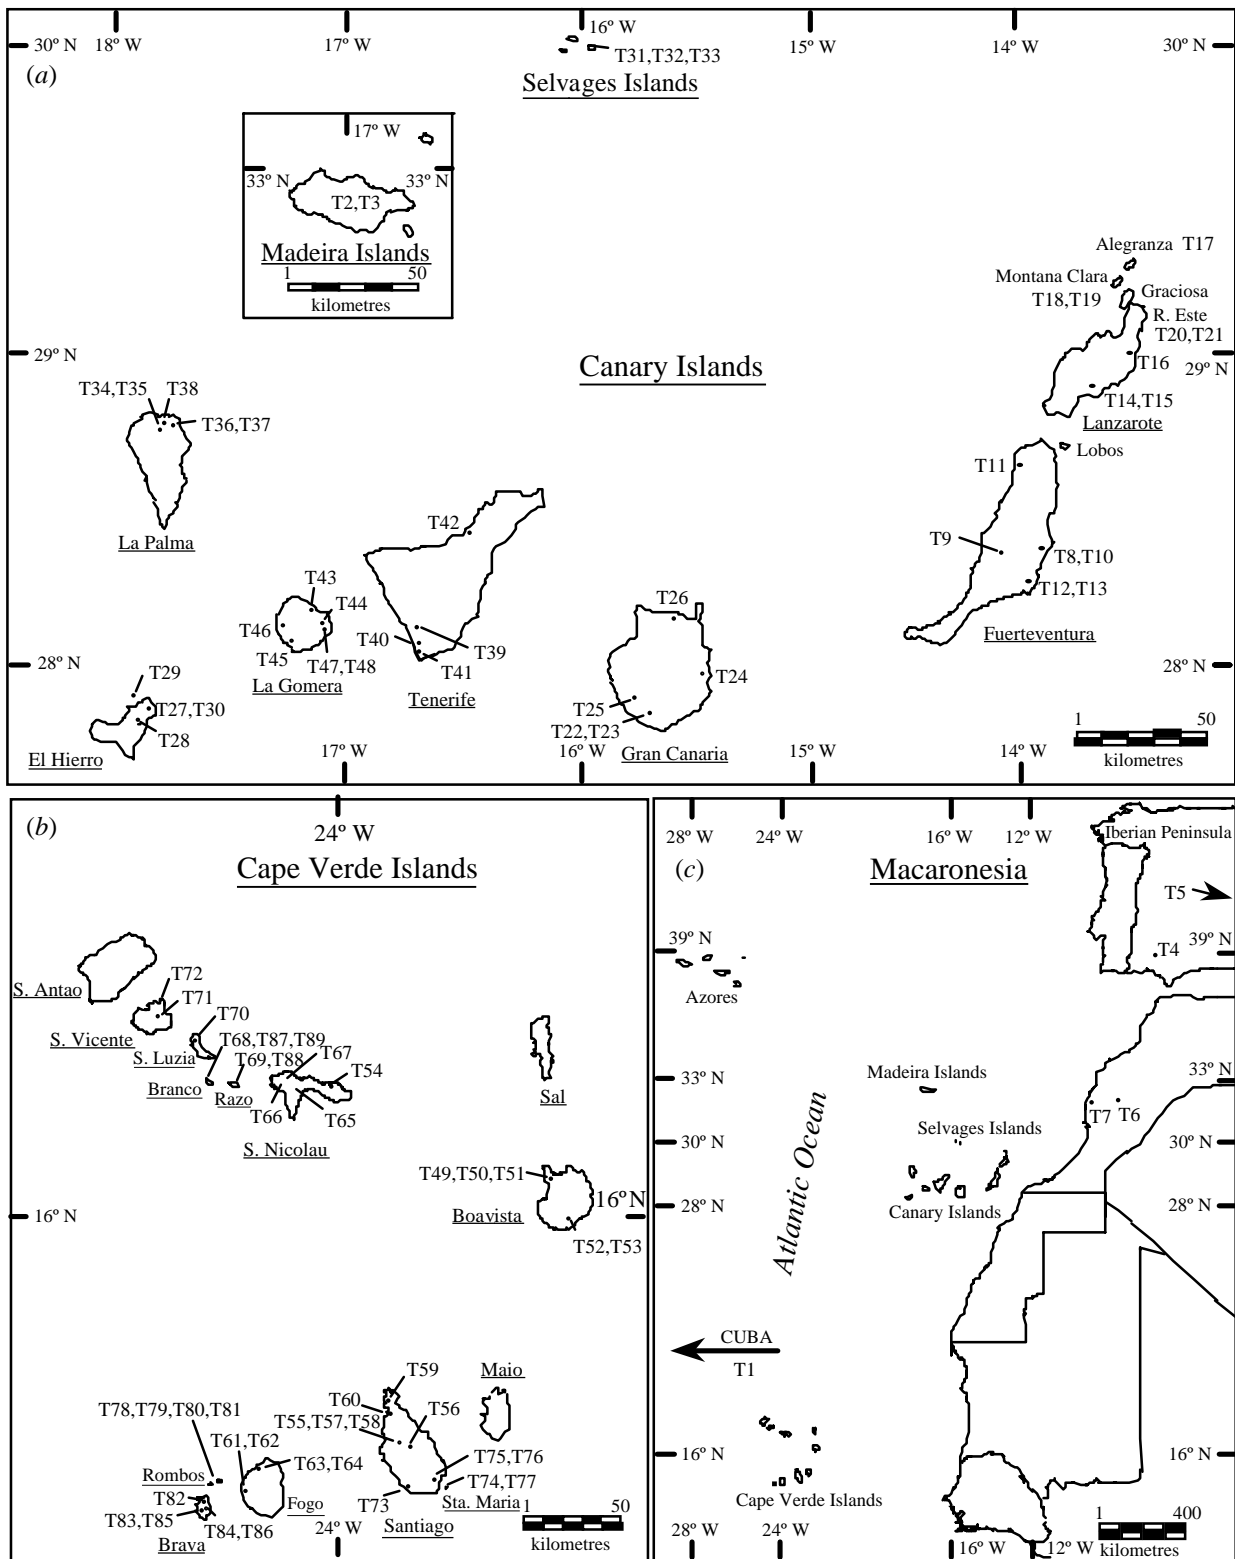 18º W
17º W
16º W
15º W
14º W
30º N
30º N
(a)
T31,T32,T33
Selvages Islands
17º W
33º N
33º N
T2,T3
Madeira Islands
1
50
kilometres
Alegranza T17
Montana Clara
T18,T19
Graciosa
R. Este
T20,T21
29º N
29º N
T16
T14,T15
Lanzarote
Canary Islands
T34,T35
T38
T36,T37
La Palma
Lobos
T11
T9
T8,T10
T12,T13
Fuerteventura
T42
T43
T44
T46
T45
T47,T48
La Gomera
T40
T39
T41
Tenerife
T26
T24
T25
T22,T23
Gran Canaria
28º N
28º N
T29
T27,T30
T28
El Hierro
1
50
kilometres
17º W
16º W
15º W
14º W
(b)
24º W
Cape Verde Islands
S. Antao
T72
T71
S. Vicente
T70
S. Luzia
T68,T87,T89
T69,T88
T67
T54
Branco
Razo
T66
T65
S. Nicolau
Sal
T49,T50,T51
16ºN
Boavista
16º N
T52,T53
T59
Maio
T60
T56
T78,T79,T80,T81
T55,T57,T58
T61,T62
T75,T76
T63,T64
Rombos
T74,T77
T82
Fogo
T73
Sta. Maria
T83,T85
T84,T86
Brava
24º W
Santiago
1
50
kilometres
(c)
28º W
24º W
16º W
12º W
Iberian Peninsula
Macaronesia
T5
39º N
T4
39º N
Azores
Madeira Islands
33º N
33º N
T7
T6
Selvages Islands
30º N
30º N
28º N
28º N
Canary Islands
Atlantic Ocean
CUBA
T1
16º N
16º N
Cape Verde Islands
1
400
kilometres
28º W
24º W
16º W
12º W